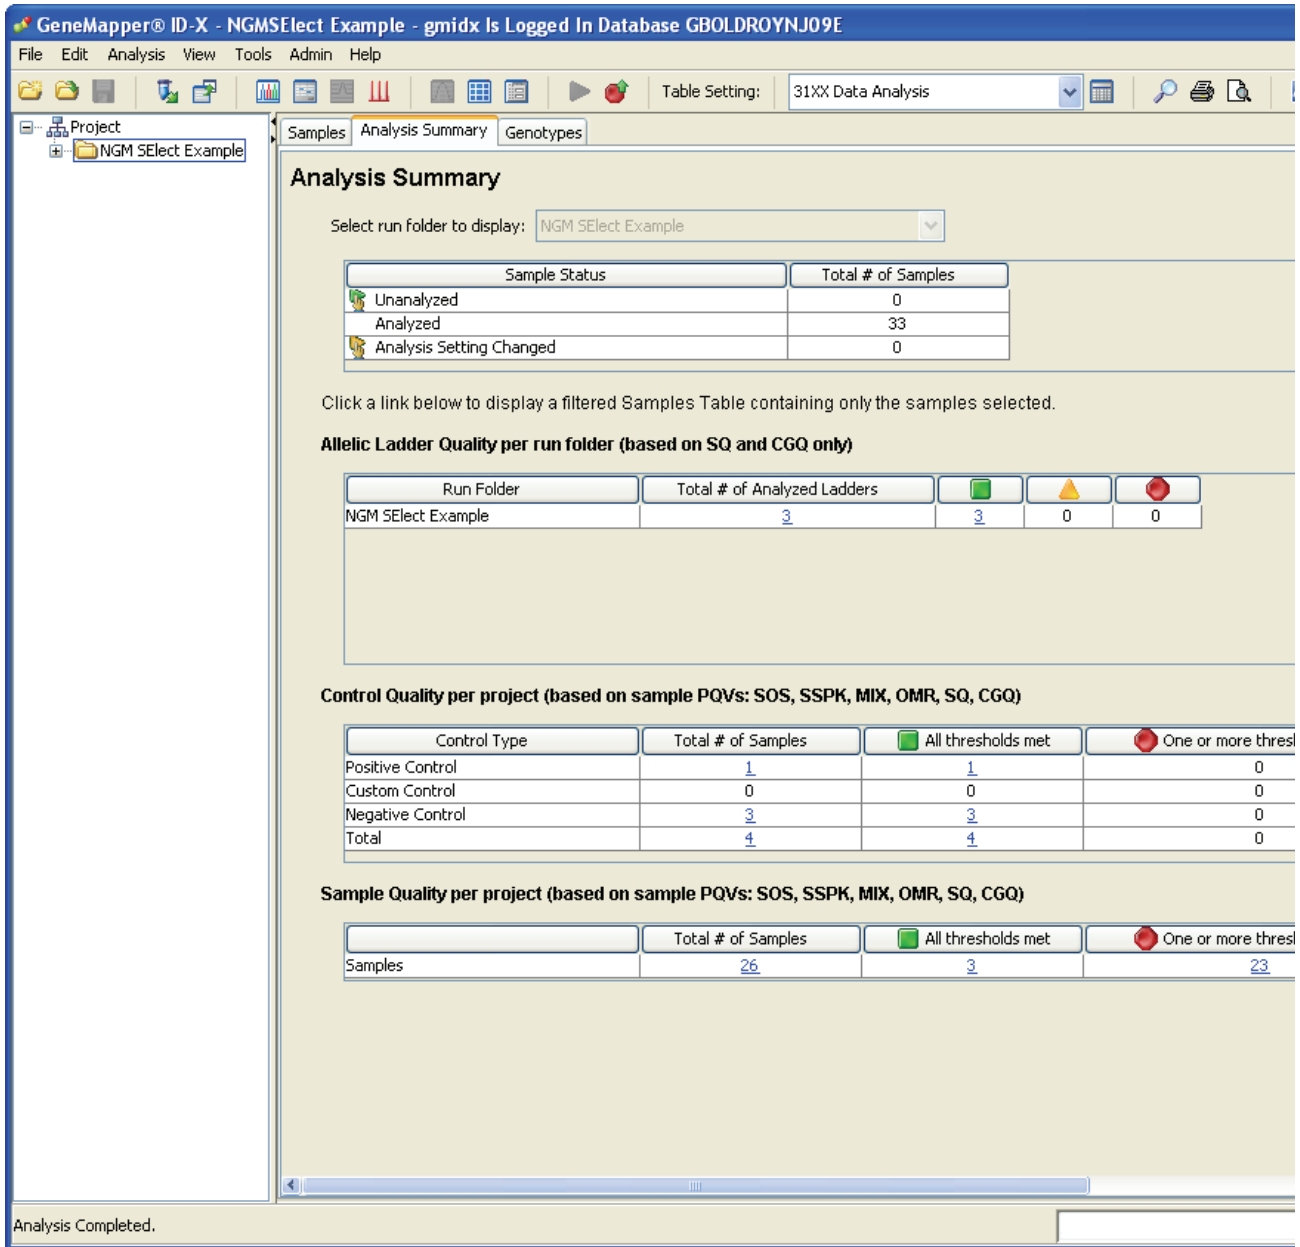 GeneMapper® ID-X - NGMSElect Example - gmidx Is Logged In Database GBOLDROYNJ09E
File Edit Analysis View Tools Admin Help
Table Setting: 31XX Data Analysis
Project
NGM SElect Example
Samples Analysis Summary Genotypes
Analysis Summary
Select run folder to display: NGM SElect Example
Sample Status Total # of Samples
Unanalyzed 0
Analyzed 33
Analysis Setting Changed 0
Click a link below to display a filtered Samples Table containing only the samples selected.
Allelic Ladder Quality per run folder (based on SQ and CGQ only)
Run Folder Total # of Analyzed Ladders
NGM SElect Example 3 3 0 0
Control Quality per project (based on sample PQVs: SOS, SSPK, MIX, OMR, SQ, CGQ)
Control Type Total # of Samples All thresholds met One or more thresh
Positive Control 1 1 0
Custom Control 0 0 0
Negative Control 3 3 0
Total 4 4 0
Sample Quality per project (based on sample PQVs: SOS, SSPK, MIX, OMR, SQ, CGQ)
Total # of Samples All thresholds met One or more thresh
Samples 26 3 23
Analysis Completed.